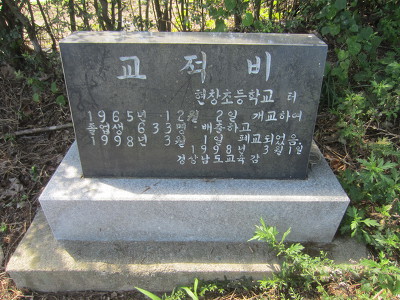 교적비
현창초등학교 터
1965년 12월 2일 개교하여
졸업생 633명 배출하고
1998년 3월 1일 폐교되었음.
1998년 3월 1일
경상남도교육감